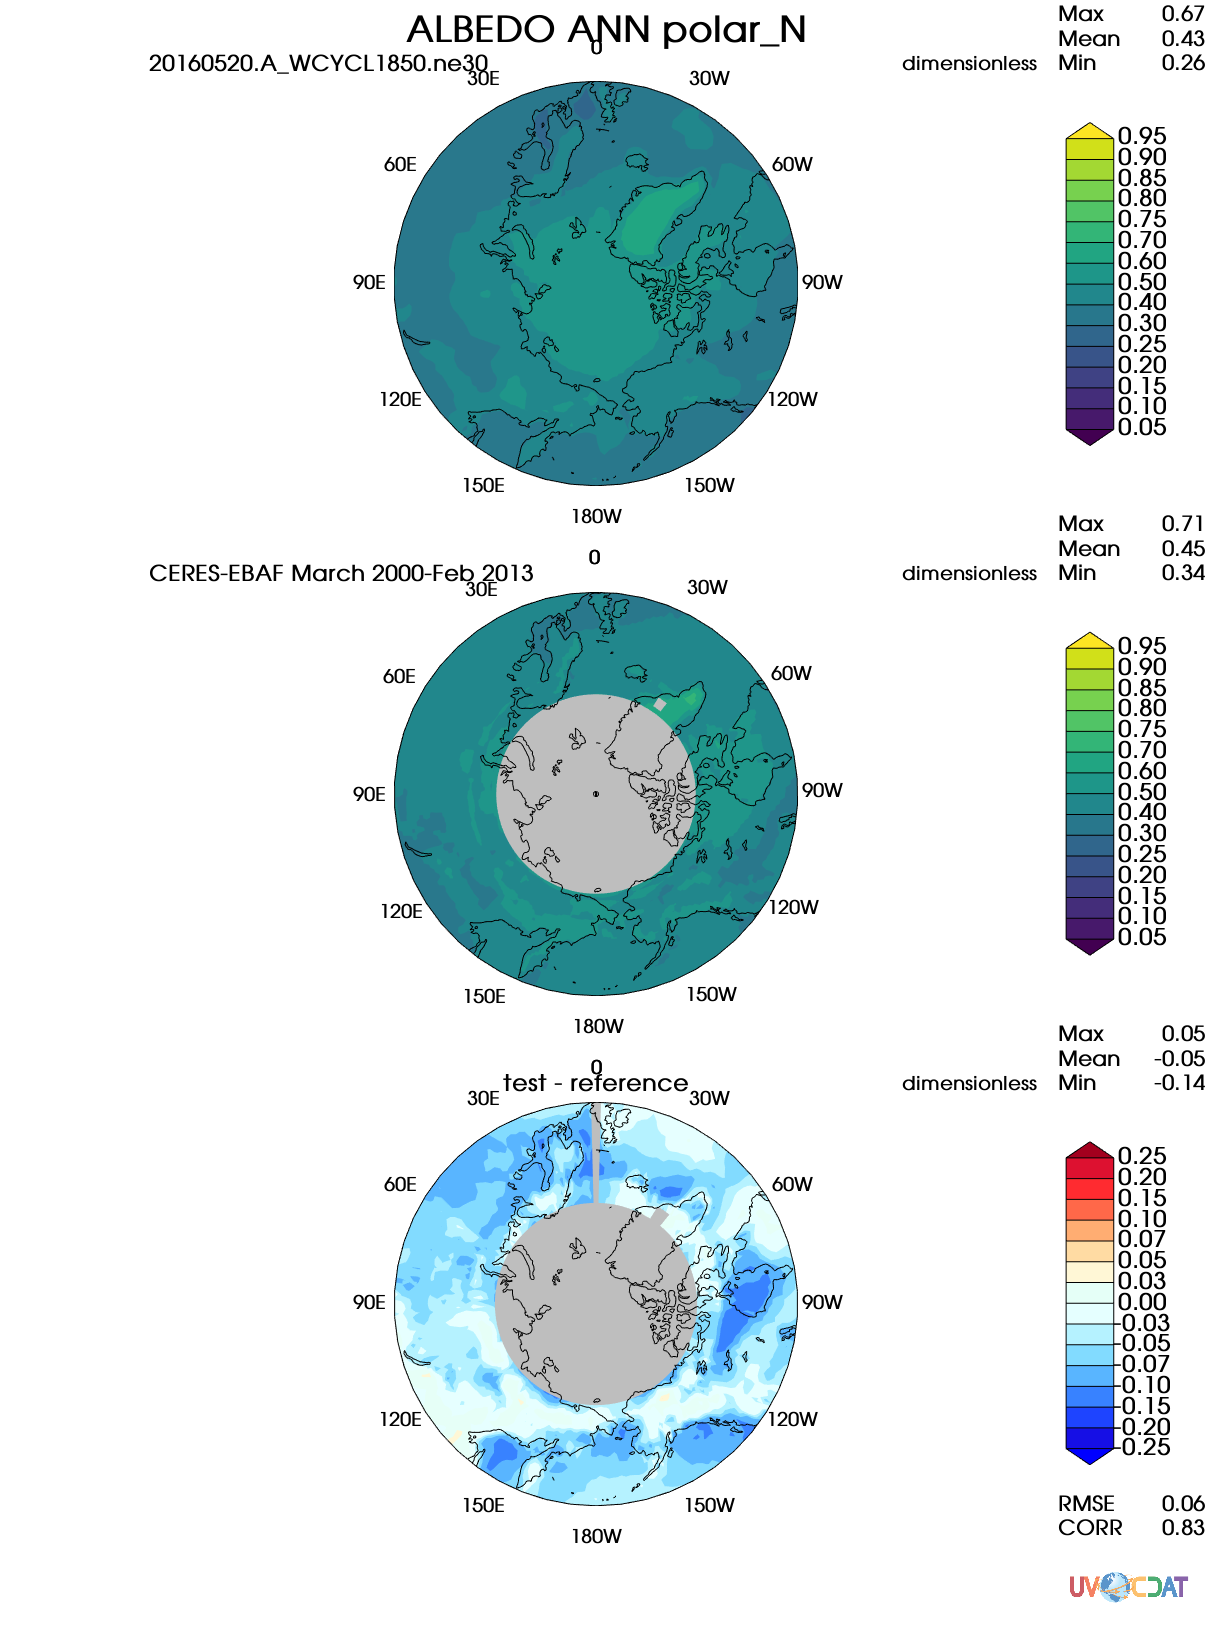 ALBEDO ANN polar_N
Max 0.67
Mean 0.43
20160520.A_WCYCL1850.ne30 dimensionless Min 0.26
0
30E 30W
60E 60W
90E 90W
120E 120W
150E 150W
180W
0.95
0.90
0.85
0.80
0.75
0.70
0.60
0.50
0.40
0.30
0.25
0.20
0.15
0.10
0.05
Max 0.71
Mean 0.45
CERES-EBAF March 2000-Feb 2013 dimensionless Min 0.34
0
30E 30W
60E 60W
90E 90W
120E 120W
150E 150W
180W
0.95
0.90
0.85
0.80
0.75
0.70
0.60
0.50
0.40
0.30
0.25
0.20
0.15
0.10
0.05
Max 0.05
Mean -0.05
test - reference dimensionless Min -0.14
0
30E 30W
60E 60W
90E 90W
120E 120W
150E 150W
180W
0.25
0.20
0.15
0.10
0.07
0.05
0.03
0.00
-0.03
-0.05
-0.07
-0.10
-0.15
-0.20
-0.25
RMSE 0.06
CORR 0.83
UV CDAT